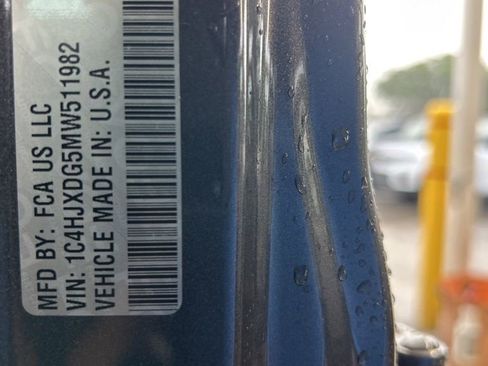 MFD BY: FCA US LLC
VIN: 1C4HJXDG5MW511982
VEHICLE MADE IN: U.S.A.